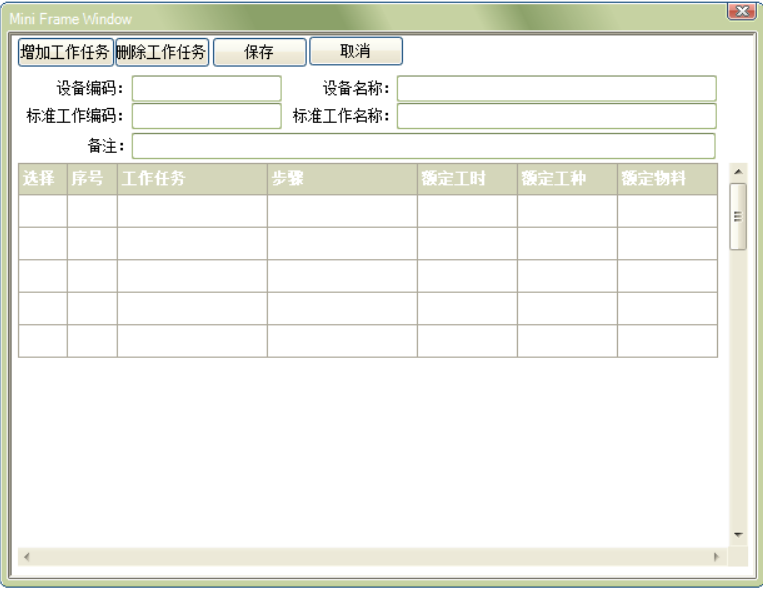 Mini Frame Window
增加工作任务 删除工作任务 保存 取消
设备编码： 设备名称：
标准工作编码： 标准工作名称：
备注：
选择 序号 工作任务 步骤 额定工时 额定工种 额定物料